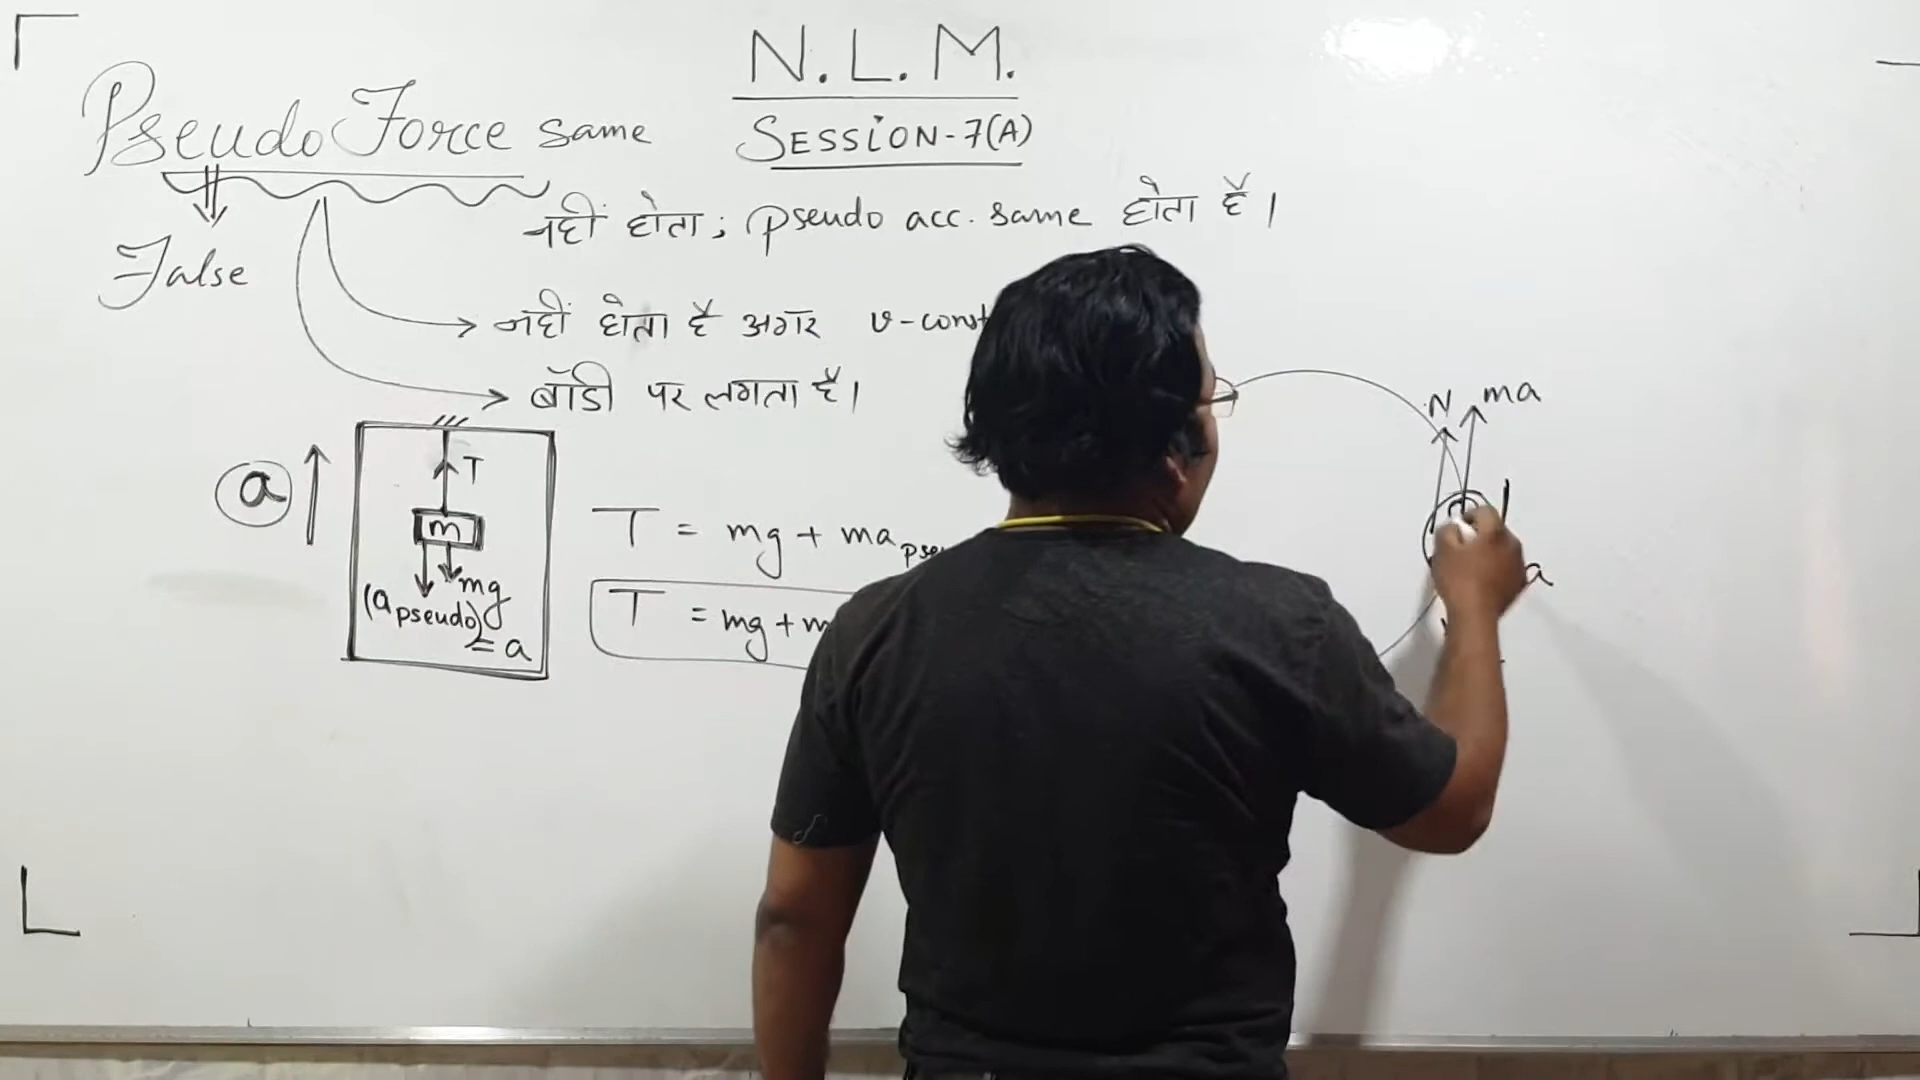 N.L.M.
SESSION-7(A)
Pseudo Force same
नहीं होता; pseudo acc. same होता है।
False
नहीं होता है अगर v-const
बॉडी पर लगता है।
a
T
m
mg
(a pseudo) = a
T = mg + ma
T = mg + m
N
ma
a